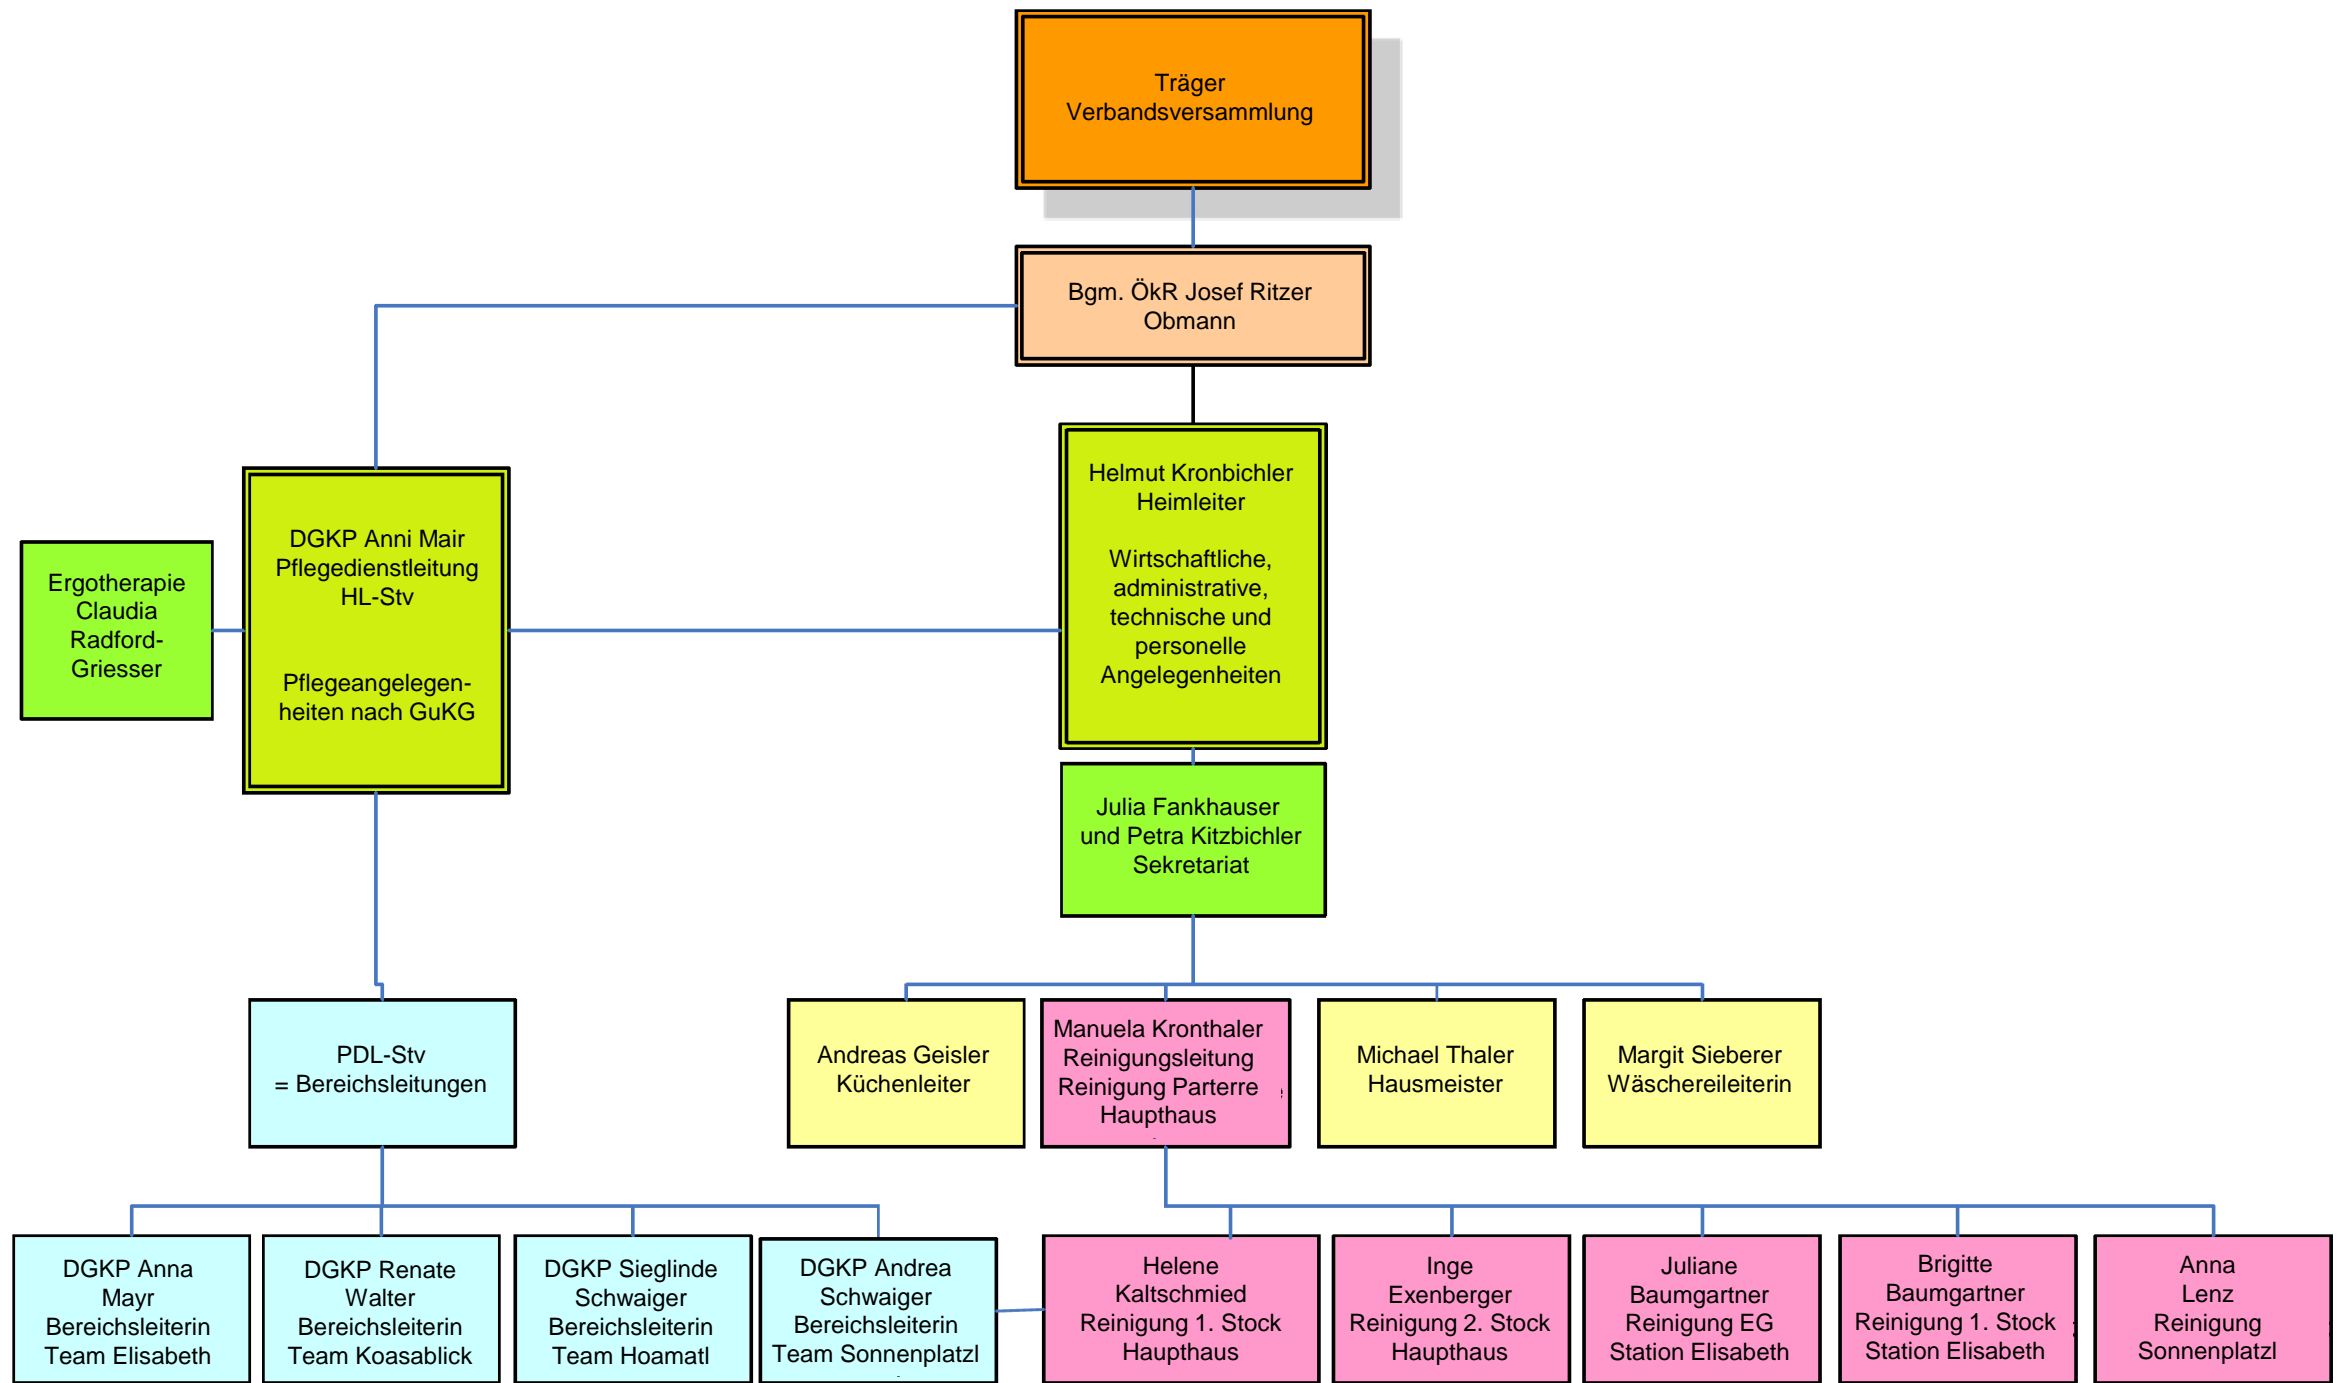 Träger
Verbandsversammlung
Bgm. ÖkR Josef Ritzer
Obmann
Helmut Kronbichler
Heimleiter
Wirtschaftliche,
administrative,
technische und
personelle
Angelegenheiten
DGKP Anni Mair
Pflegedienstleitung
HL-Stv
Pflegeangelegen-
heiten nach GuKG
Ergotherapie
Claudia
Radford-
Griesser
Julia Fankhauser
und Petra Kitzbichler
Sekretariat
PDL-Stv
= Bereichsleitungen
Andreas Geisler
Küchenleiter
Manuela Kronthaler
Reinigungsleitung
Reinigung Parterre
Haupthaus
Michael Thaler
Hausmeister
Margit Sieberer
Wäschereileiterin
DGKP Anna
Mayr
Bereichsleiterin
Team Elisabeth
DGKP Renate
Walter
Bereichsleiterin
Team Koasablick
DGKP Sieglinde
Schwaiger
Bereichsleiterin
Team Hoamatl
DGKP Andrea
Schwaiger
Bereichsleiterin
Team Sonnenplatzl
Helene
Kaltschmied
Reinigung 1. Stock
Haupthaus
Inge
Exenberger
Reinigung 2. Stock
Haupthaus
Juliane
Baumgartner
Reinigung EG
Station Elisabeth
Brigitte
Baumgartner
Reinigung 1. Stock
Station Elisabeth
Anna
Lenz
Reinigung
Sonnenplatzl